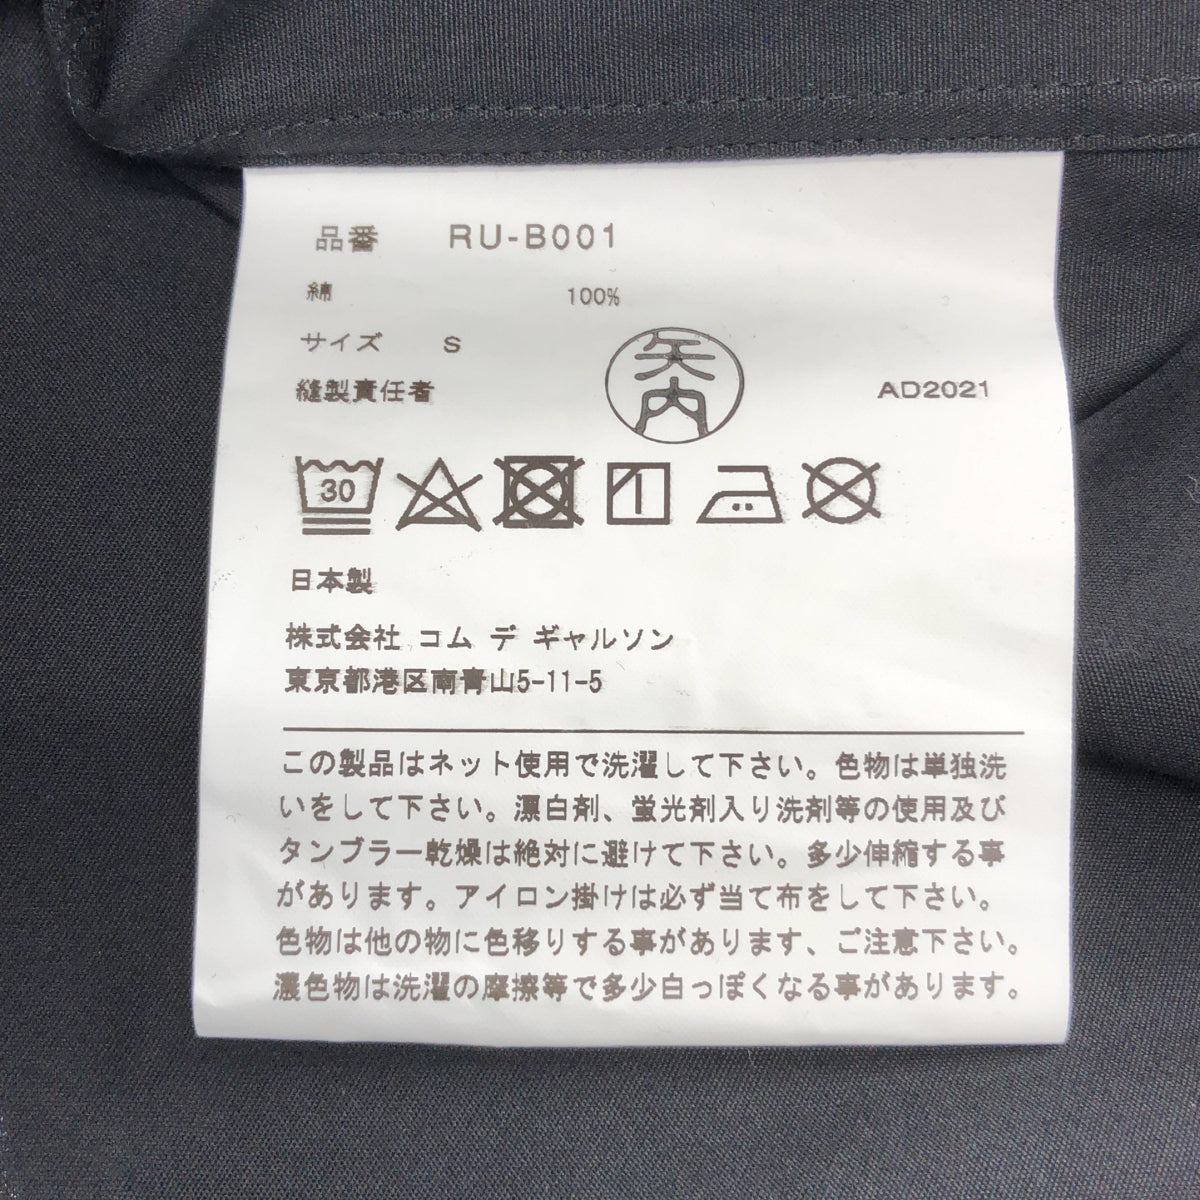 品番 RU-B001
綿 100%
サイズ S
矢内
縫製責任者 AD2021
30
日本製
株式会社 コム デ ギャルソン
東京都港区南青山5-11-5
この製品はネット使用で洗濯して下さい。色物は単独洗
いをして下さい。漂白剤、蛍光剤入り洗剤等の使用及び
タンブラー乾燥は絶対に避けて下さい。多少伸縮する事
があります。アイロン掛けは必ず当て布をして下さい。
色物は他の物に色移りする事があります、ご注意下さい。
濃色物は洗濯の摩擦等で多少白っぽくなる事があります。